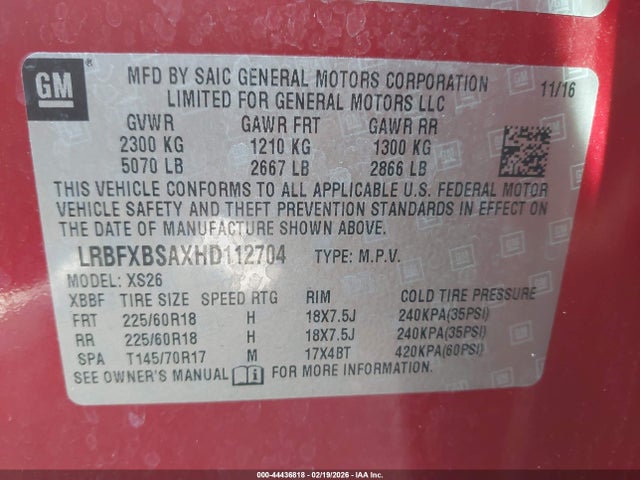 GM ®
MFD BY SAIC GENERAL MOTORS CORPORATION
LIMITED FOR GENERAL MOTORS LLC
11/16
GVWR GAWR FRT GAWR RR
2300 KG 1210 KG 1300 KG
5070 LB 2667 LB 2866 LB
THIS VEHICLE CONFORMS TO ALL APPLICABLE U.S. FEDERAL MOTOR
VEHICLE SAFETY AND THEFT PREVENTION STANDARDS IN EFFECT ON
THE DATE OF MANUFACTURE SHOWN ABOVE.
LRBFXBSAXHD112704 TYPE: M.P.V.
MODEL: XS26
XBBF TIRE SIZE SPEED RTG RIM COLD TIRE PRESSURE
FRT 225/60R18 H 18X7.5J 240KPA(35PSI)
RR 225/60R18 H 18X7.5J 240KPA(35PSI)
SPA T145/70R17 M 17X4BT 420KPA(60PSI)
SEE OWNER'S MANUAL FOR MORE INFORMATION.
000-44436818 - 02/19/2026 - IAA Inc.